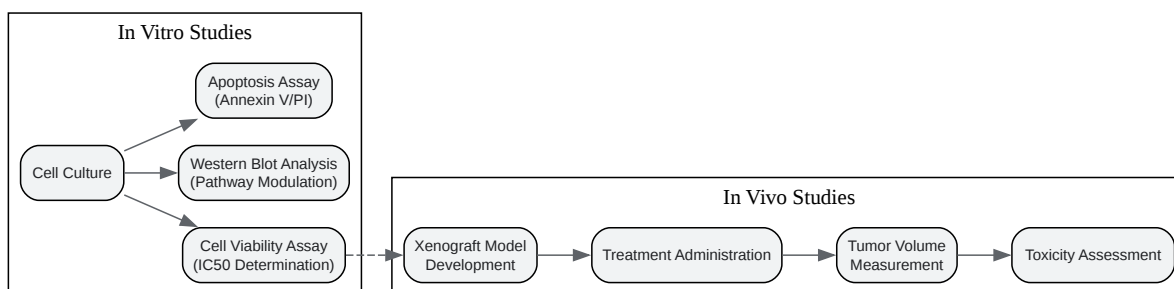 In Vitro Studies
Apoptosis Assay
(Annexin V/PI)
Cell Culture
Western Blot Analysis
(Pathway Modulation)
Cell Viability Assay
(IC50 Determination)
In Vivo Studies
Xenograft Model
Development
Treatment Administration
Tumor Volume
Measurement
Toxicity Assessment